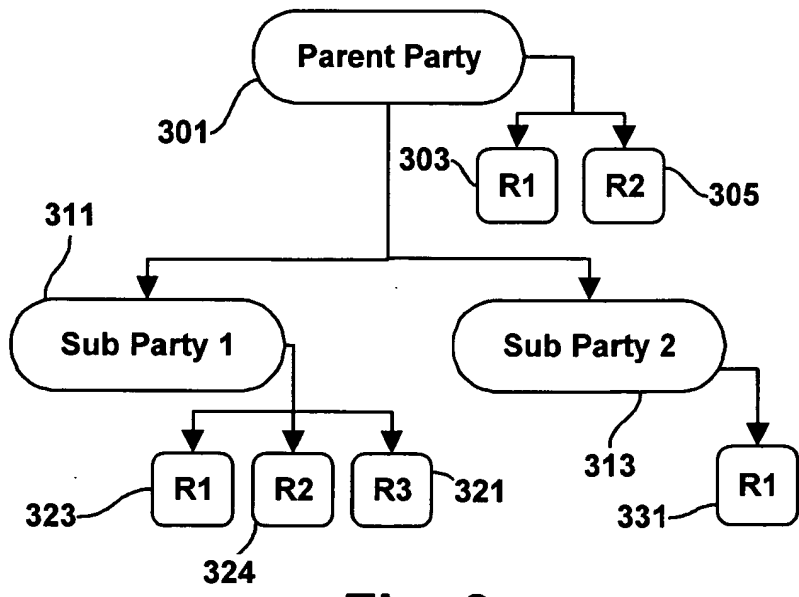 Parent Party
301
303
R1
R2
305
311
Sub Party 1
Sub Party 2
313
R1
R2
R3
321
323
324
331
R1